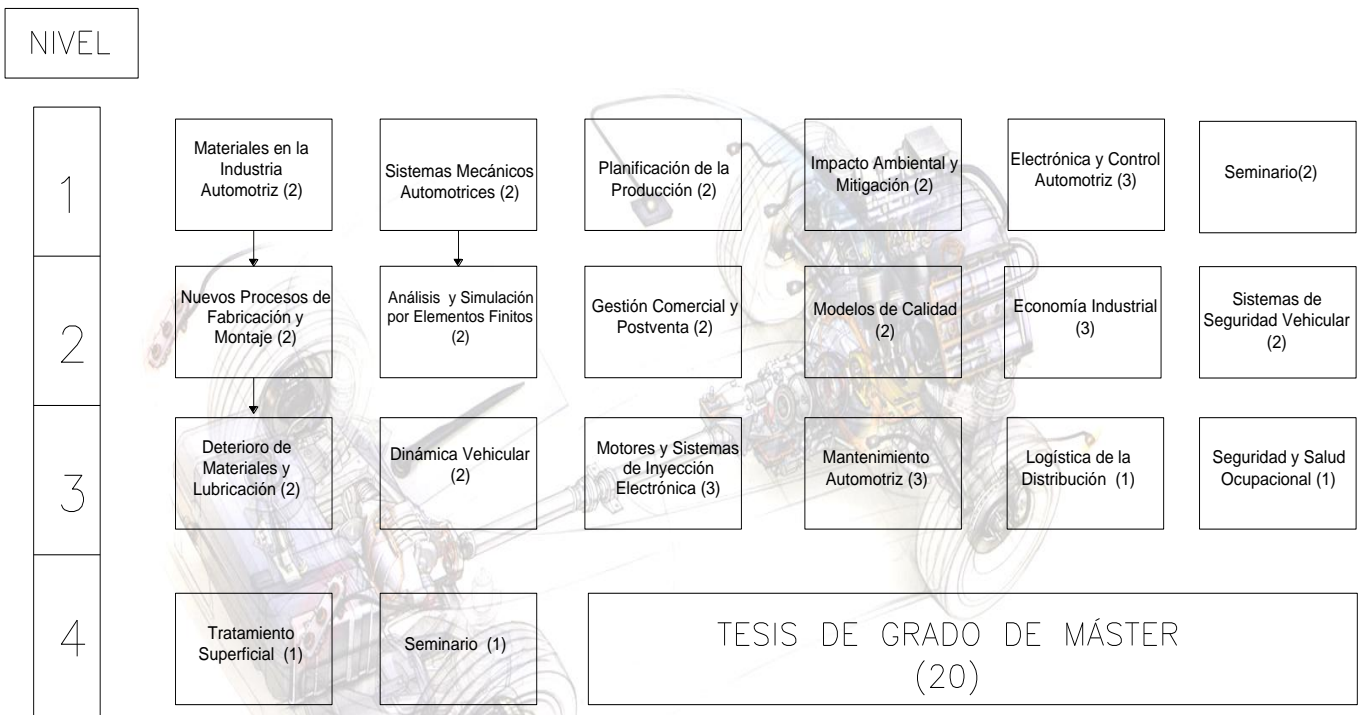 NIVEL
1
Materiales en la
Industria
Automotriz (2)
Sistemas Mecánicos
Automotrices (2)
Planificación de la
Producción (2)
Impacto Ambiental y
Mitigación (2)
Electrónica y Control
Automotriz (3)
Seminario(2)
2
Nuevos Procesos de
Fabricación y
Montaje (2)
Análisis y Simulación
por Elementos Finitos
(2)
Gestión Comercial y
Postventa (2)
Modelos de Calidad
(2)
Economía Industrial
(3)
Sistemas de
Seguridad Vehicular
(2)
3
Deterioro de
Materiales y
Lubricación (2)
Dinámica Vehicular
(2)
Motores y Sistemas
de Inyección
Electrónica (3)
Mantenimiento
Automotriz (3)
Logística de la
Distribución (1)
Seguridad y Salud
Ocupacional (1)
4
Tratamiento
Superficial (1)
Seminario (1)
TESIS DE GRADO DE MÁSTER
(20)